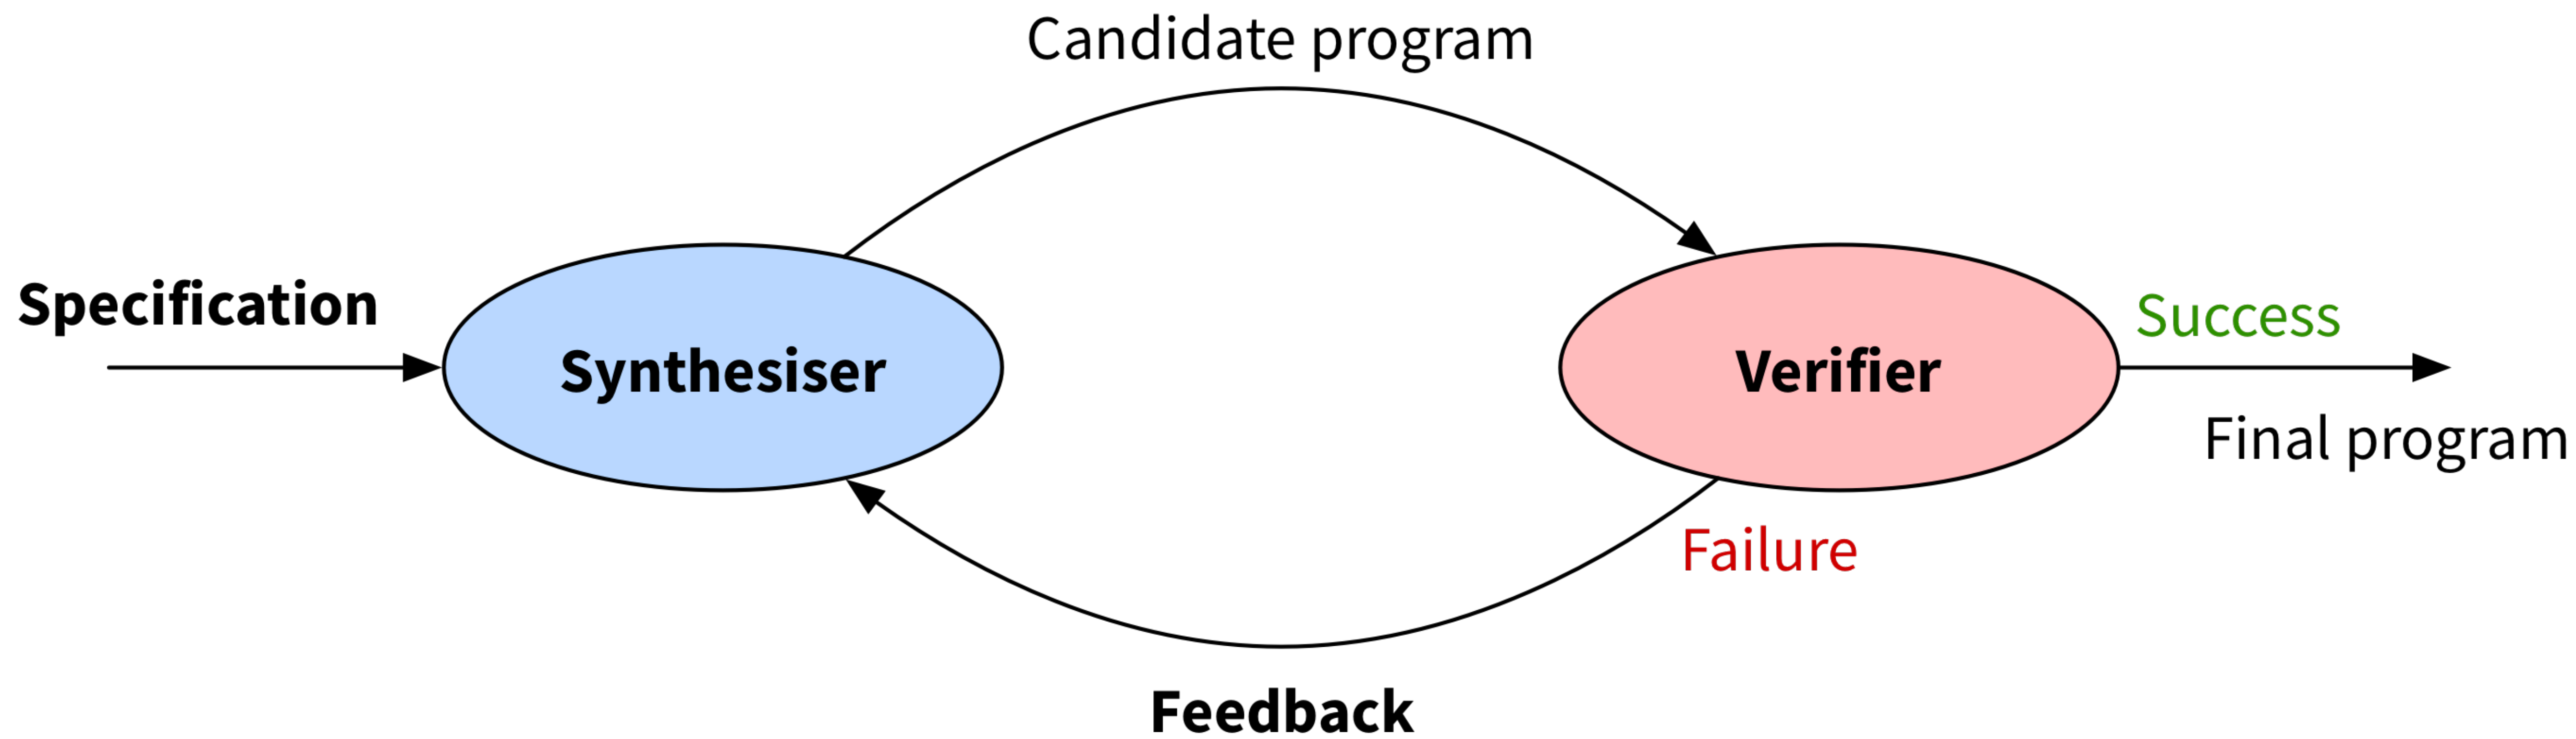 Candidate program
Specification
Synthesiser
Verifier
Success
Final program
Failure
Feedback